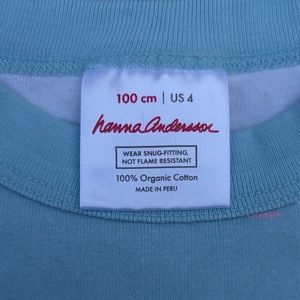 100 cm | US 4
hanna andersson
WEAR SNUG-FITTING,
NOT FLAME RESISTANT
100% Organic Cotton
MADE IN PERU